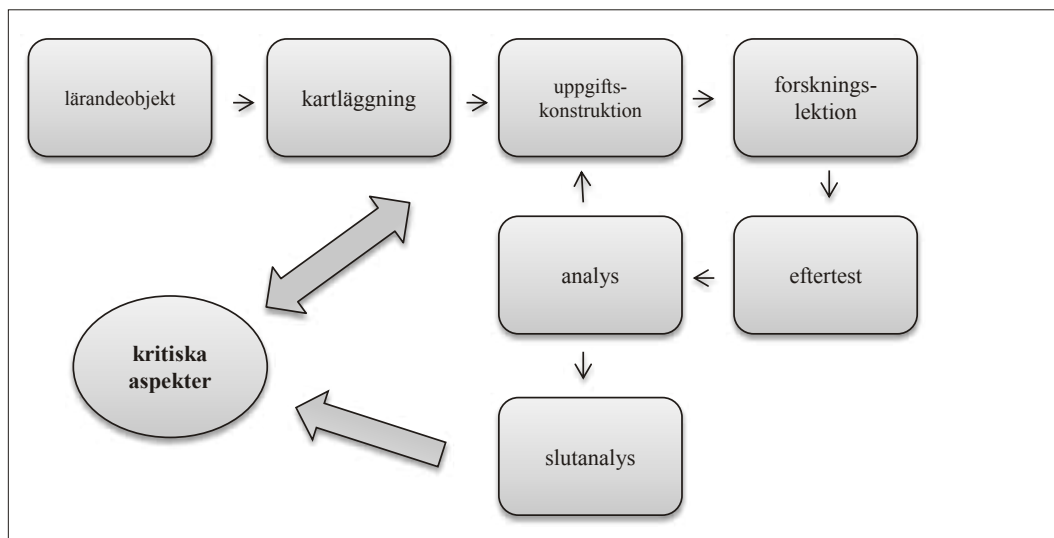 lärandeobjekt
kartläggning
uppgifts-
konstruktion
forsknings-
lektion
analys
eftertest
kritiska
aspekter
slutanalys